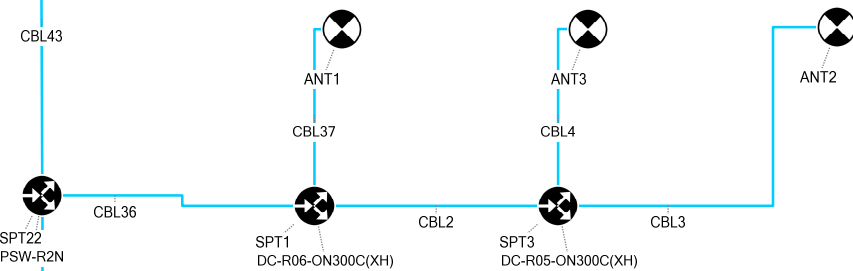 CBL43
ANT1
ANT3
ANT2
CBL37
CBL4
CBL36
CBL2
CBL3
SPT22
PSW-R2N
SPT1
DC-R06-ON300C(XH)
SPT3
DC-R05-ON300C(XH)